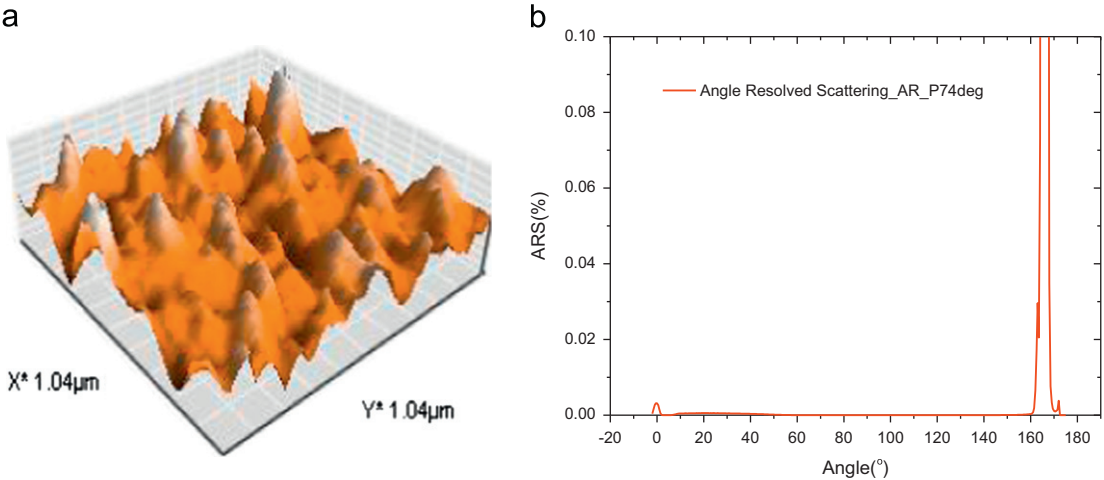 a
X* 1.04µm
Y* 1.04µm
b
Angle Resolved Scattering_AR_P74deg
ARS(%)
0.10
0.08
0.06
0.04
0.02
0.00
-20 0 20 40 60 80 100 120 140 160 180
Angle(°)